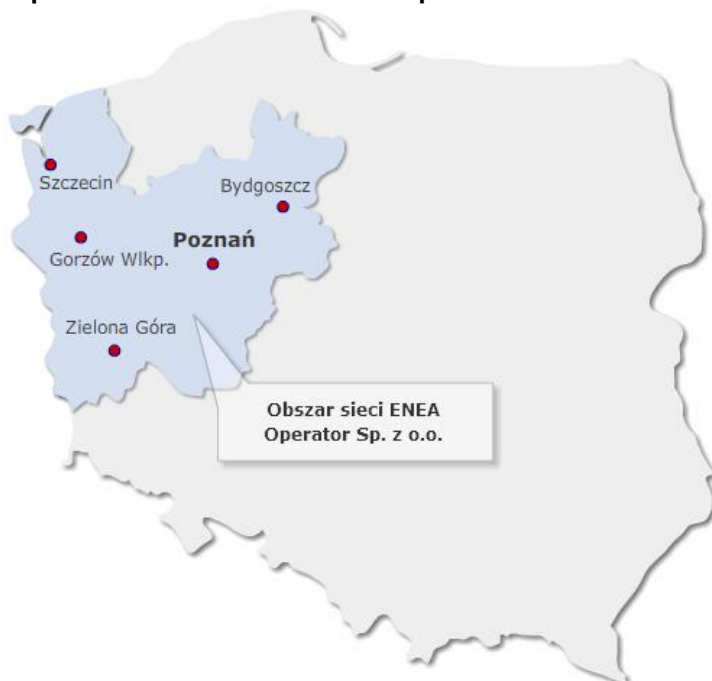 Szczecin
Bydgoszcz
Poznań
Gorzów Wlkp.
Zielona Góra
Obszar sieci ENEA
Operator Sp. z o.o.